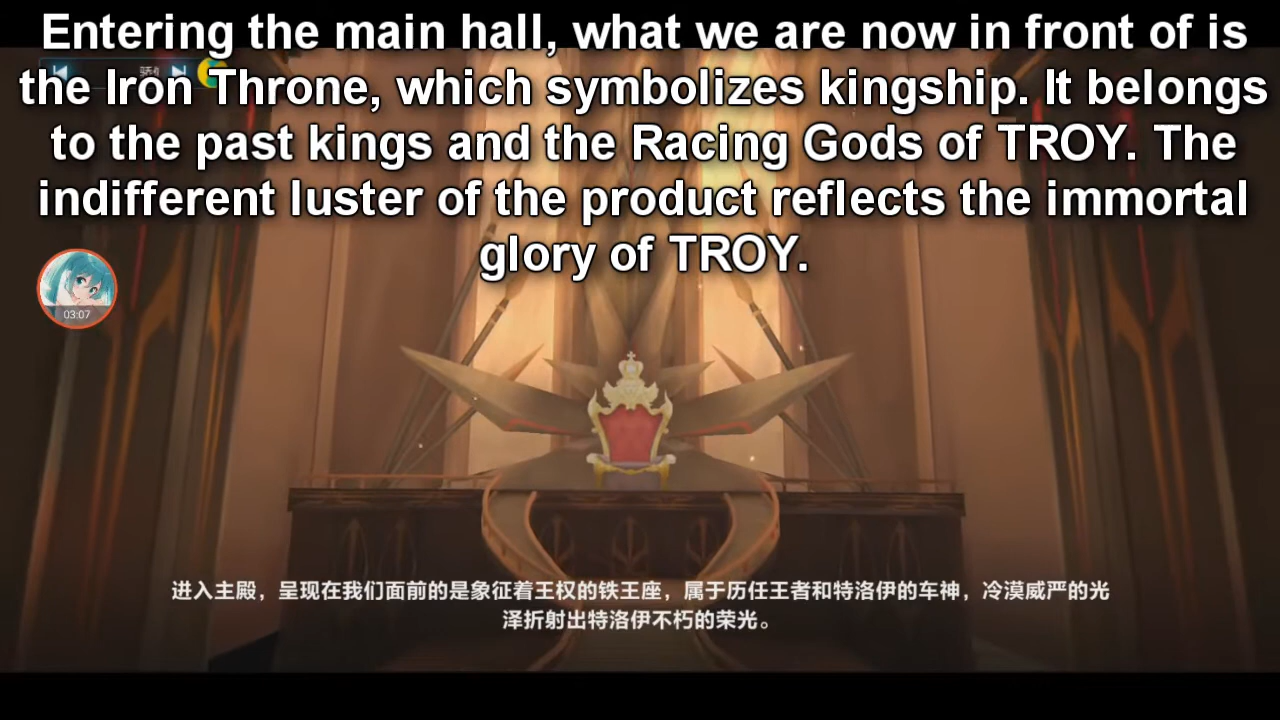 Entering the main hall, what we are now in front of is
the Iron Throne, which symbolizes kingship. It belongs
to the past kings and the Racing Gods of TROY. The
indifferent luster of the product reflects the immortal
glory of TROY.
03:07
进入主殿，呈现在我们面前的是象征着王权的铁王座，属于历任王者和特洛伊的车神，冷漠威严的光
泽折射出特洛伊不朽的荣光。